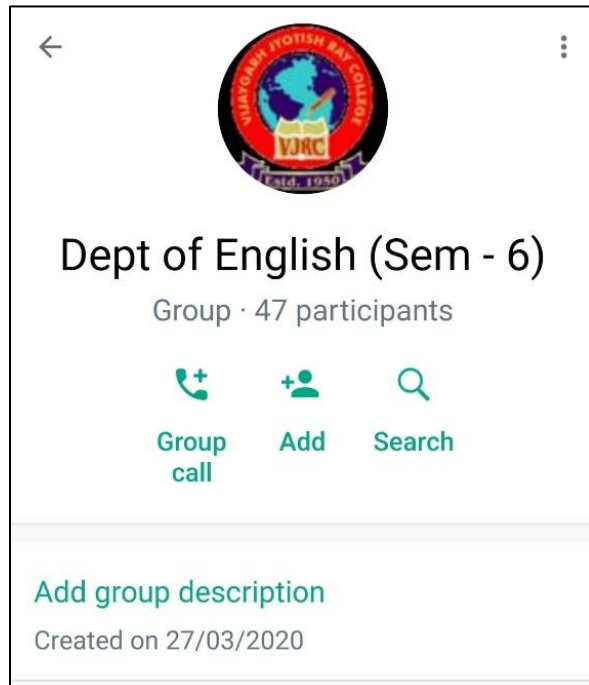 VIJAYGARH JYOTISH RAY COLLEGE
VJRC
Estd. 1950
Dept of English (Sem - 6)
Group · 47 participants
Group call
Add
Search
Add group description
Created on 27/03/2020